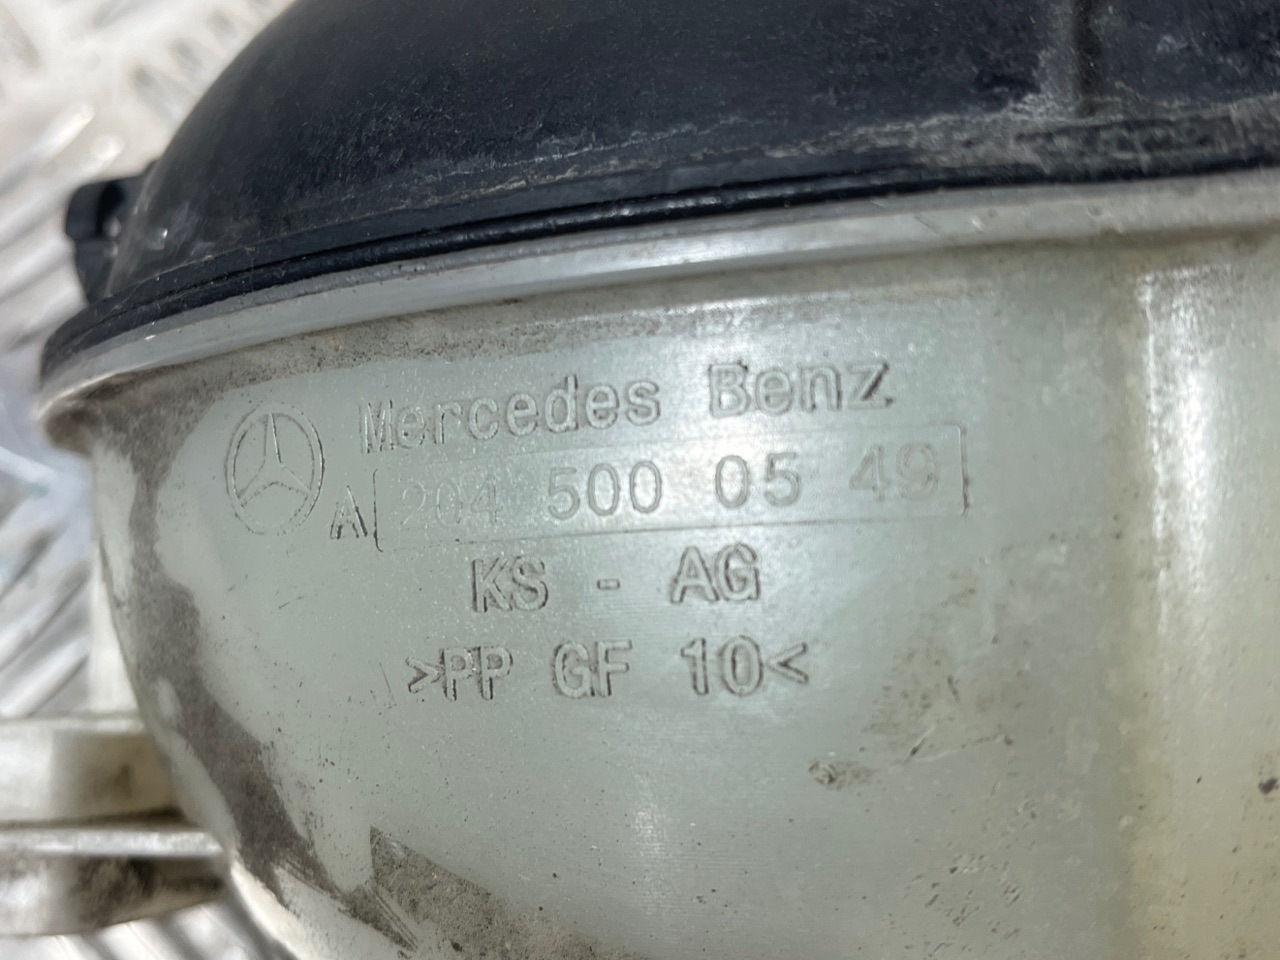 Mercedes Benz
A 204 500 05 49
KS - AG
>PP GF 10<